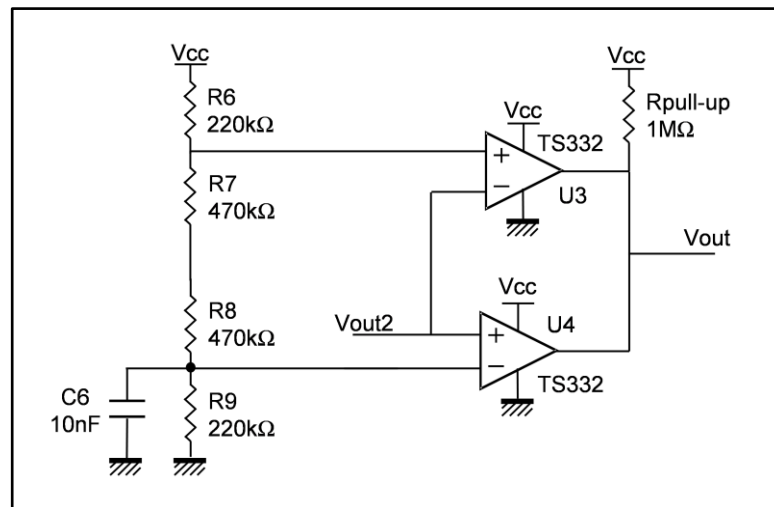 Vcc
R6
220kΩ
R7
470kΩ
R8
470kΩ
C6
10nF
R9
220kΩ
Vout2
Vcc
TS332
+
−
U3
Vcc
U4
+
−
TS332
Vcc
Rpull-up
1MΩ
Vout